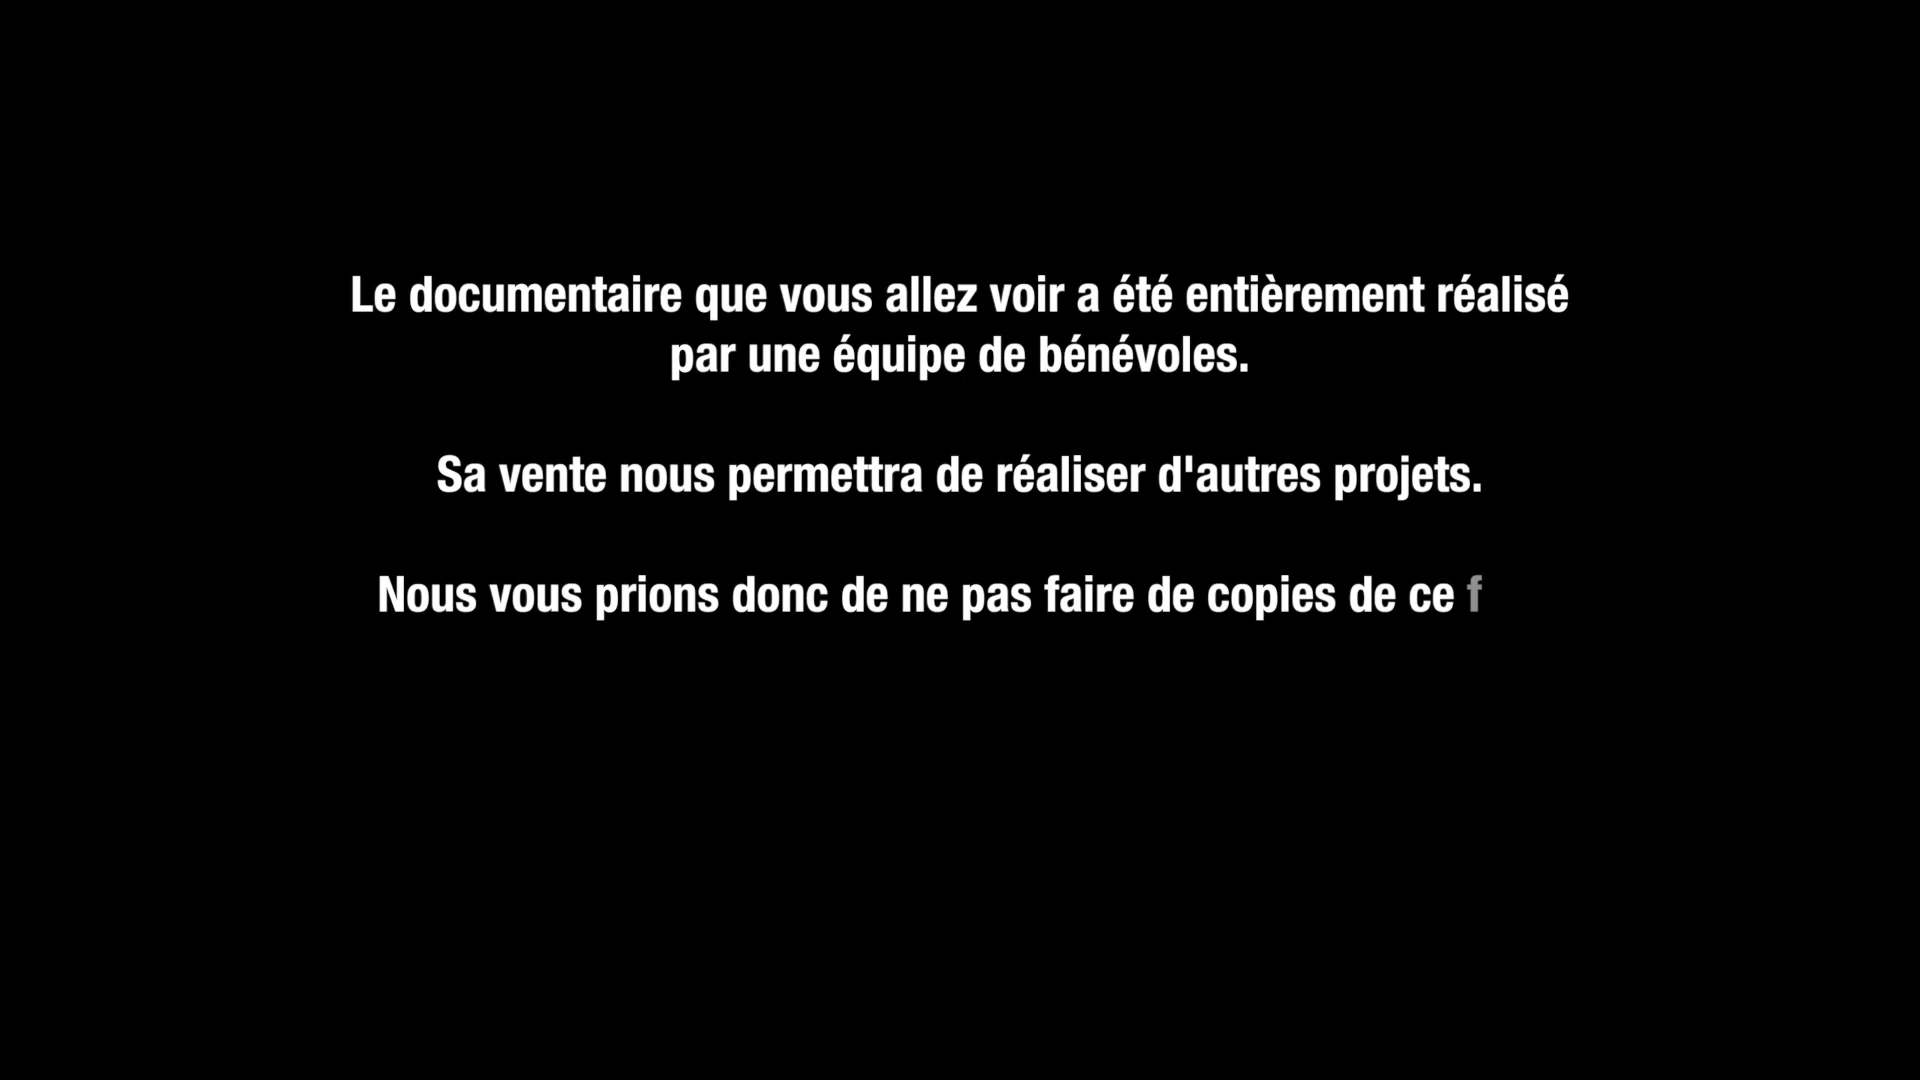 Le documentaire que vous allez voir a été entièrement réalisé
par une équipe de bénévoles.
Sa vente nous permettra de réaliser d'autres projets.
Nous vous prions donc de ne pas faire de copies de ce f